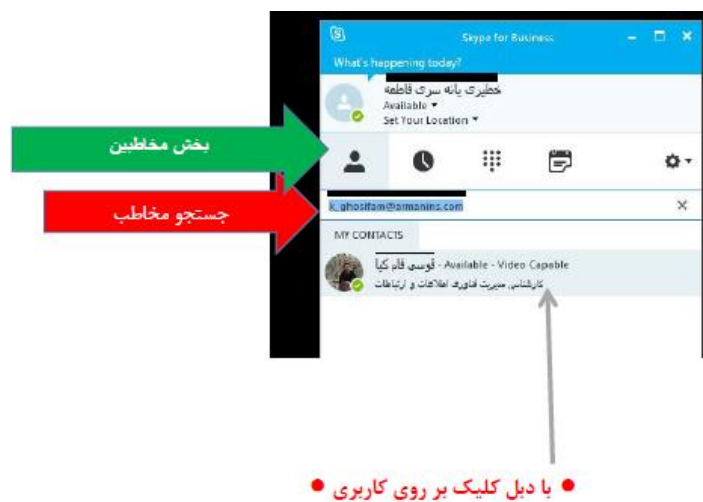 Skype for Business
What's happening today?
خطیری یانه سری فاطمه
Available
Set Your Location
بخش مخاطبین
جستجو مخاطب
k_ghosifam@armanins.com
MY CONTACTS
قوسی فام کیا - Available - Video Capable
کارشناس مدیریت فناوری اطلاعات و ارتباطات
با دبل کلیک بر روی کاربری